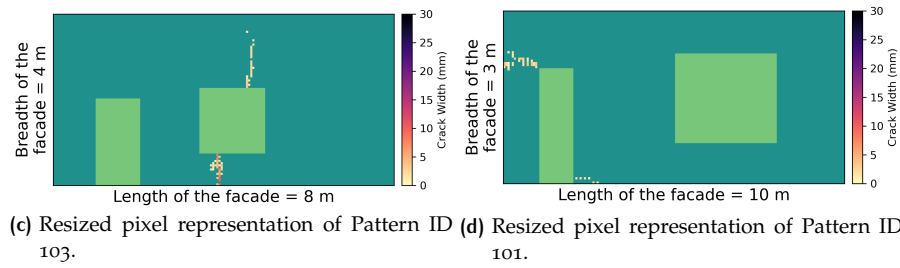 Breadth of the
facade = 4 m
Length of the facade = 8 m
30
25
20
15
10
5
0
Crack Width (mm)
Breadth of the
facade = 3 m
Length of the facade = 10 m
30
25
20
15
10
5
0
Crack Width (mm)
(c) Resized pixel representation of Pattern ID
103.
(d) Resized pixel representation of Pattern ID
101.